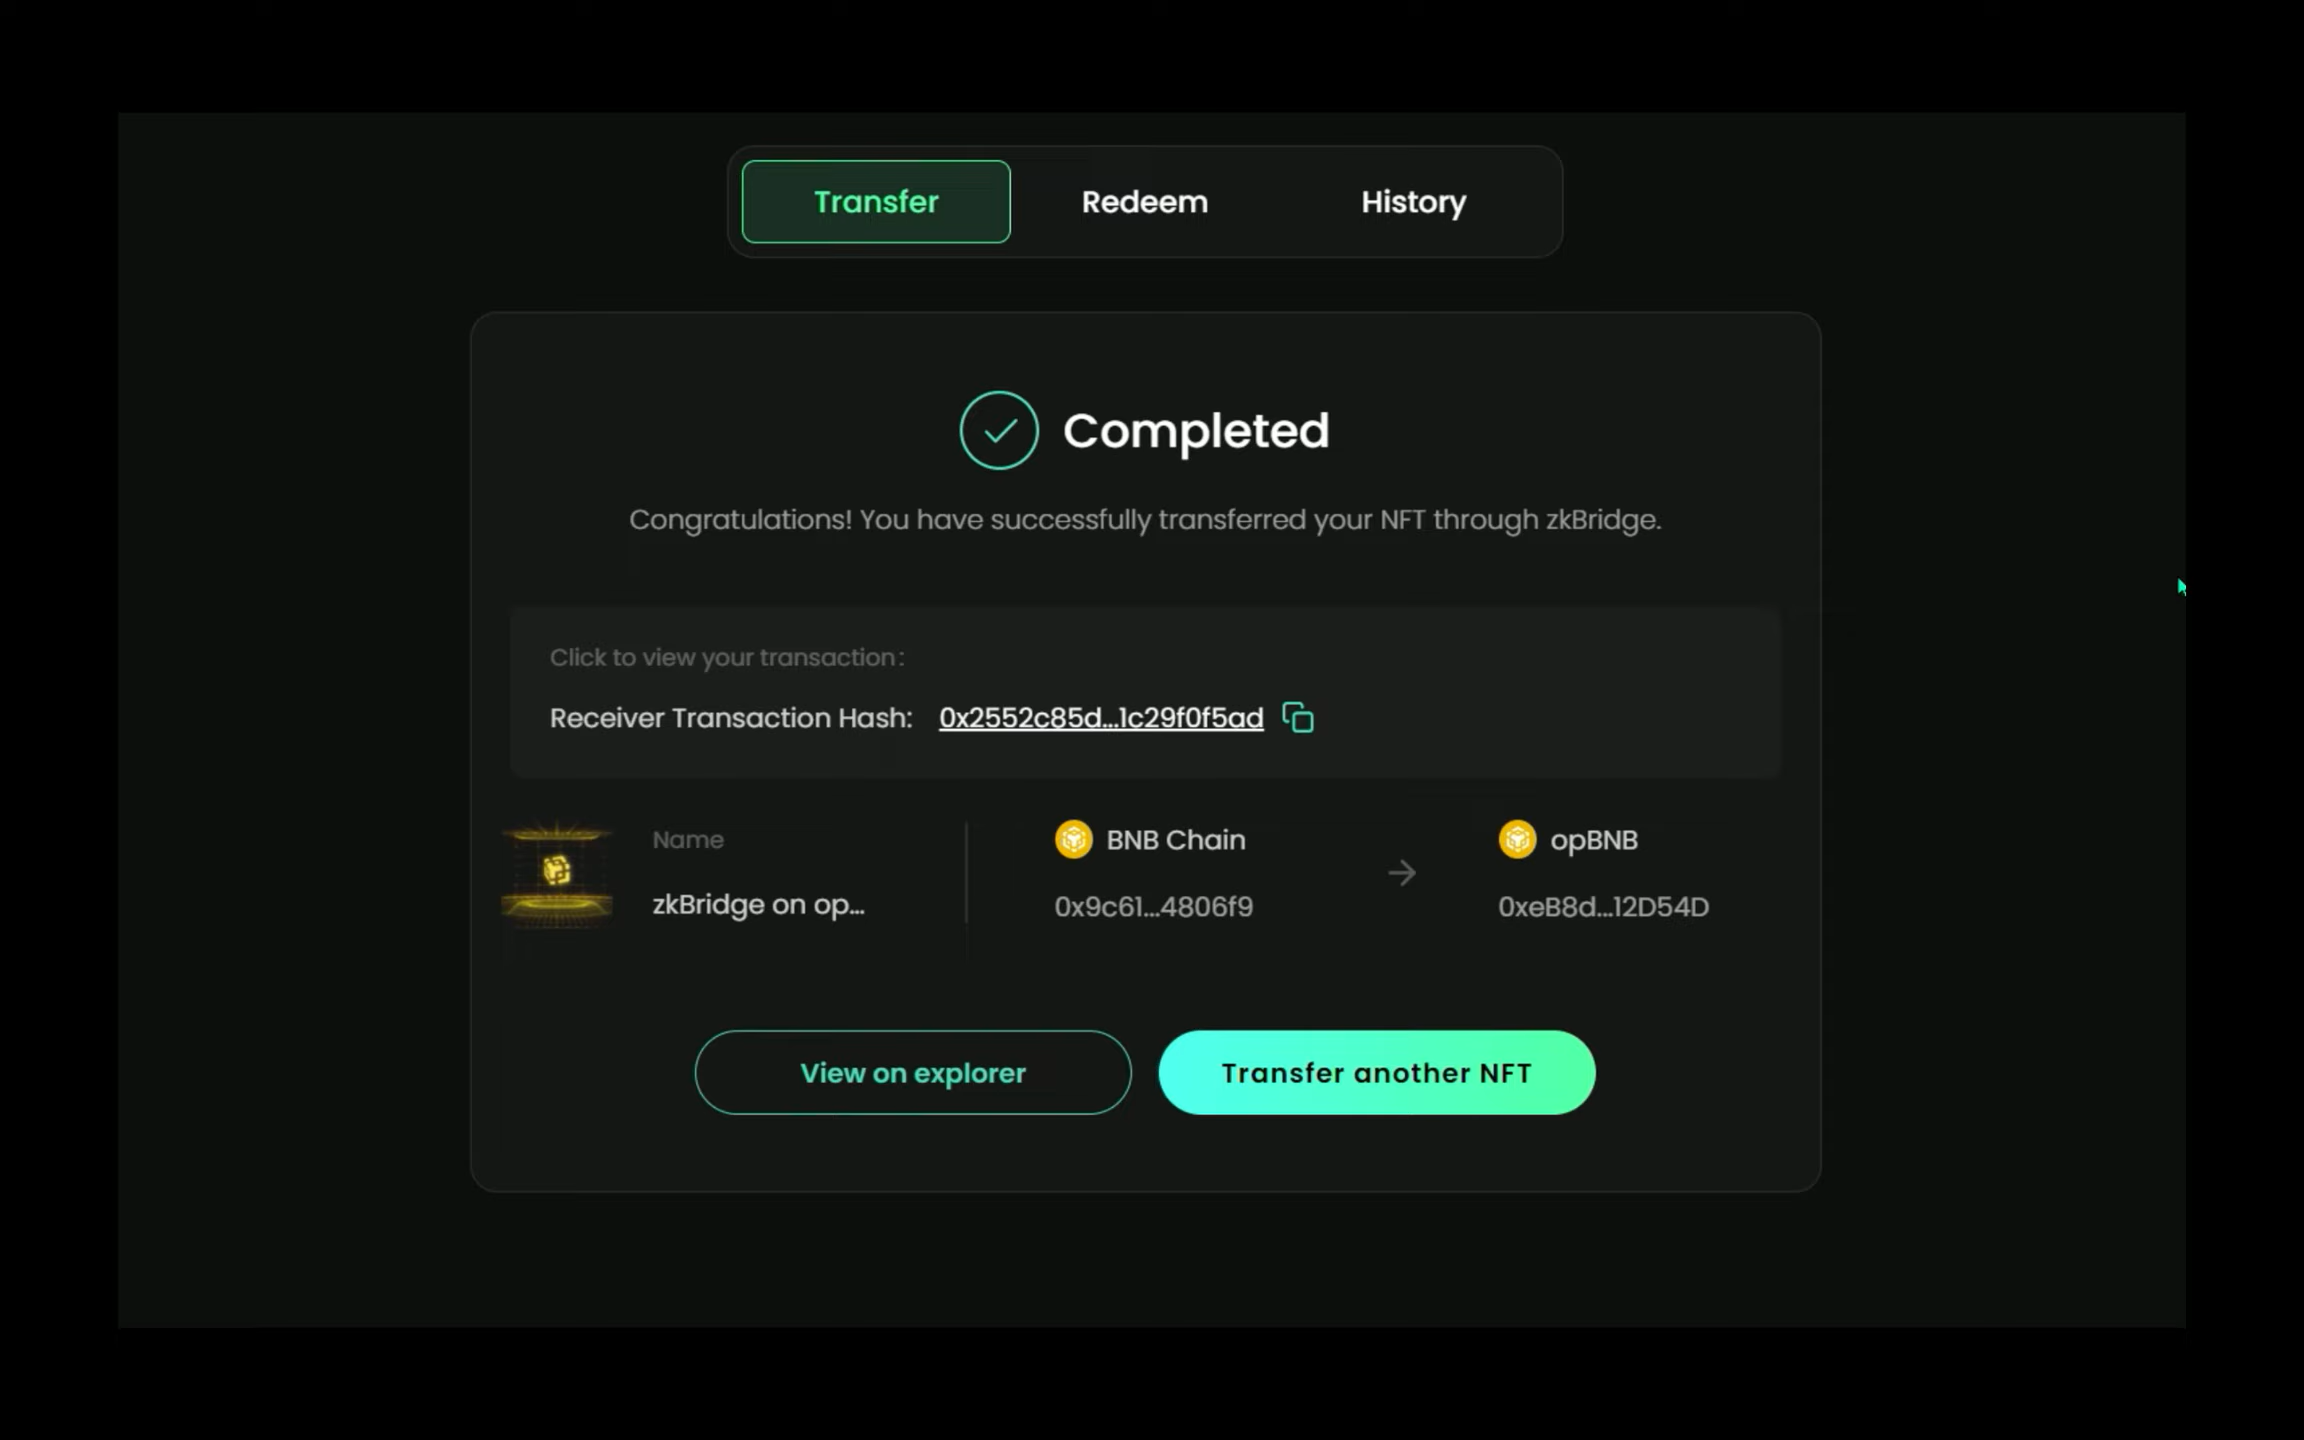 Transfer Redeem History
Completed
Congratulations! You have successfully transferred your NFT through zkBridge.
Click to view your transaction:
Receiver Transaction Hash: 0x2552c85d...1c29f0f5ad
Name
zkBridge on op...
BNB Chain
0x9c61...4806f9
opBNB
0xeB8d...12D54D
View on explorer
Transfer another NFT